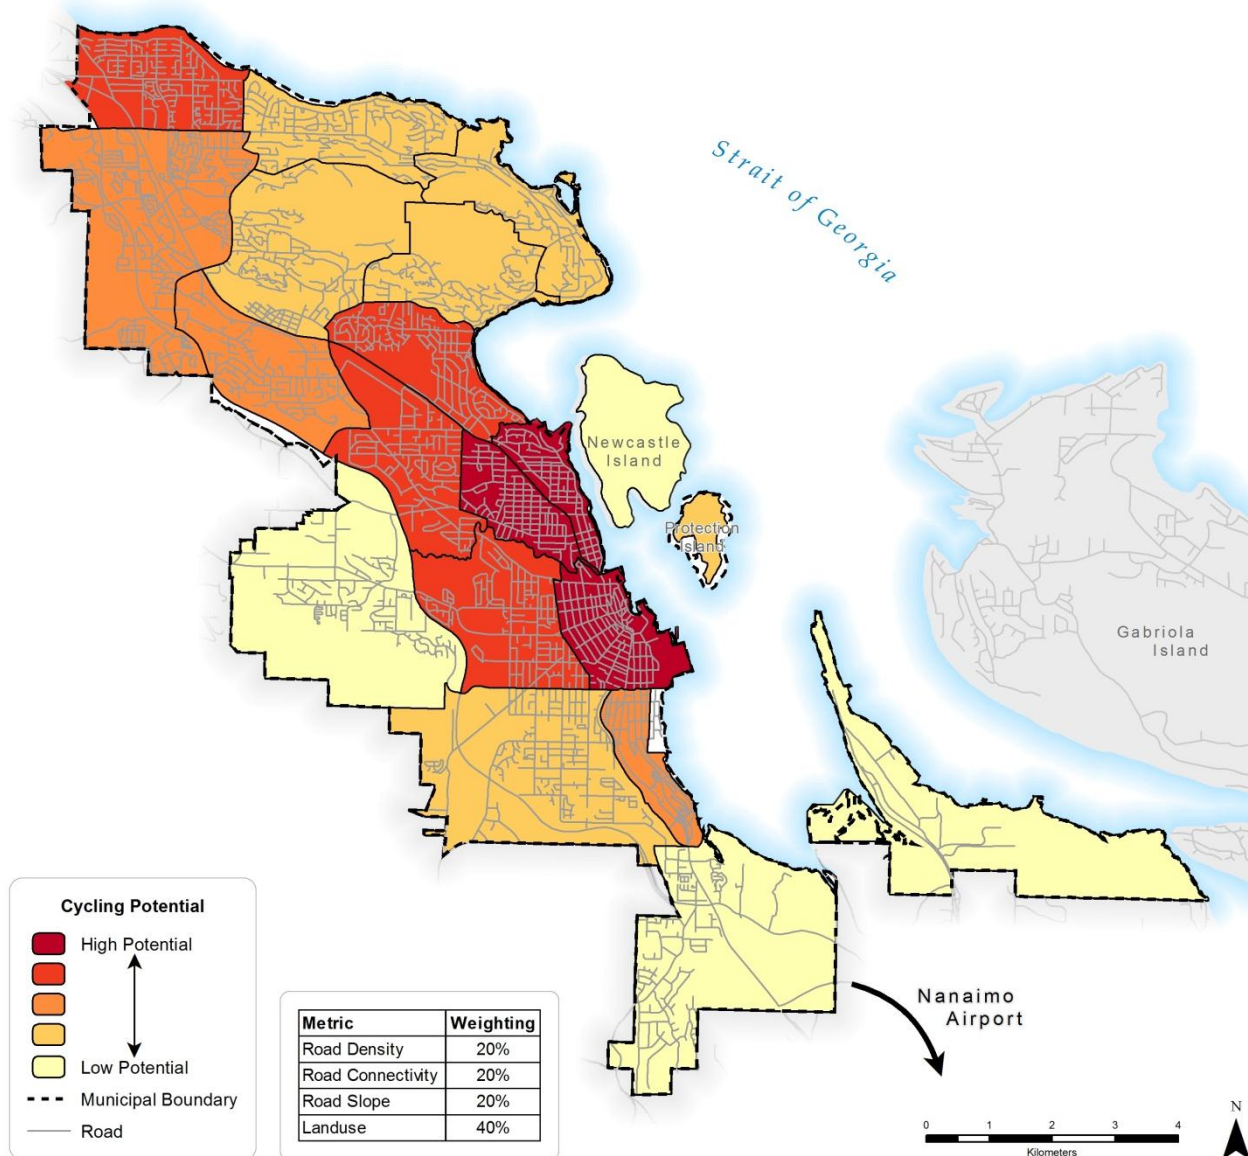 Strait of Georgia
Newcastle
Island
Protection
Island
Gabriola
Island
Nanaimo
Airport
Cycling Potential
High Potential
Low Potential
Municipal Boundary
Road
Metric Weighting
Road Density 20%
Road Connectivity 20%
Road Slope 20%
Landuse 40%
N
0 1 2 3 4
Kilometers